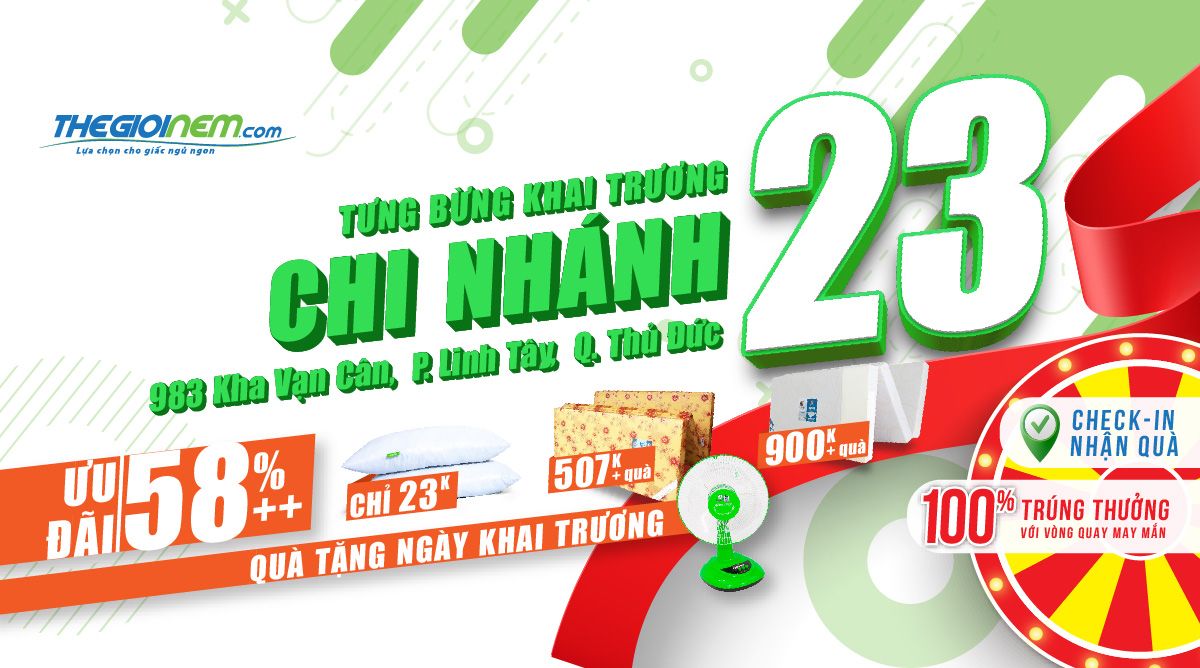 THEGIOINEM.com
Lựa chọn cho giấc ngủ ngon
TƯNG BỪNG KHAI TRƯƠNG
CHI NHÁNH
23
983 Kha Vạn Cân, P. Linh Tây, Q. Thủ Đức
ƯU
ĐÃI
58%
++
CHỈ 23K
507K
+ quà
900K
+ quà
QUÀ TẶNG NGÀY KHAI TRƯƠNG
CHECK-IN
NHẬN QUÀ
100%
TRÚNG THƯỞNG
VỚI VÒNG QUAY MAY MẮN